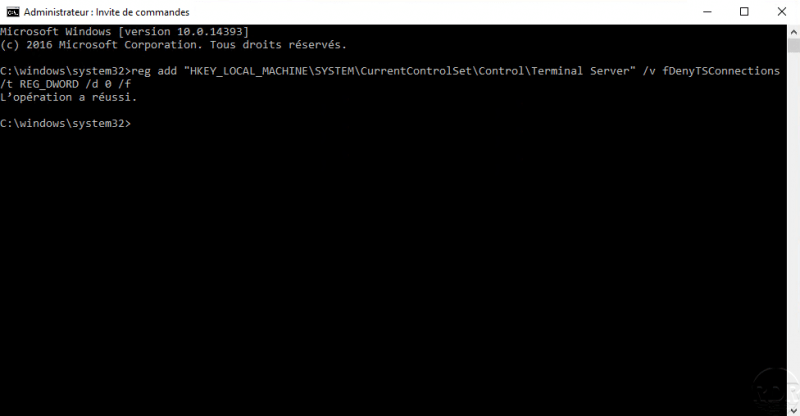 Administrateur : Invite de commandes
Microsoft Windows [version 10.0.14393]
(c) 2016 Microsoft Corporation. Tous droits réservés.
C:\windows\system32>reg add "HKEY_LOCAL_MACHINE\SYSTEM\CurrentControlSet\Control\Terminal Server" /v fDenyTSConnections
/t REG_DWORD /d 0 /f
L’opération a réussi.
C:\windows\system32>